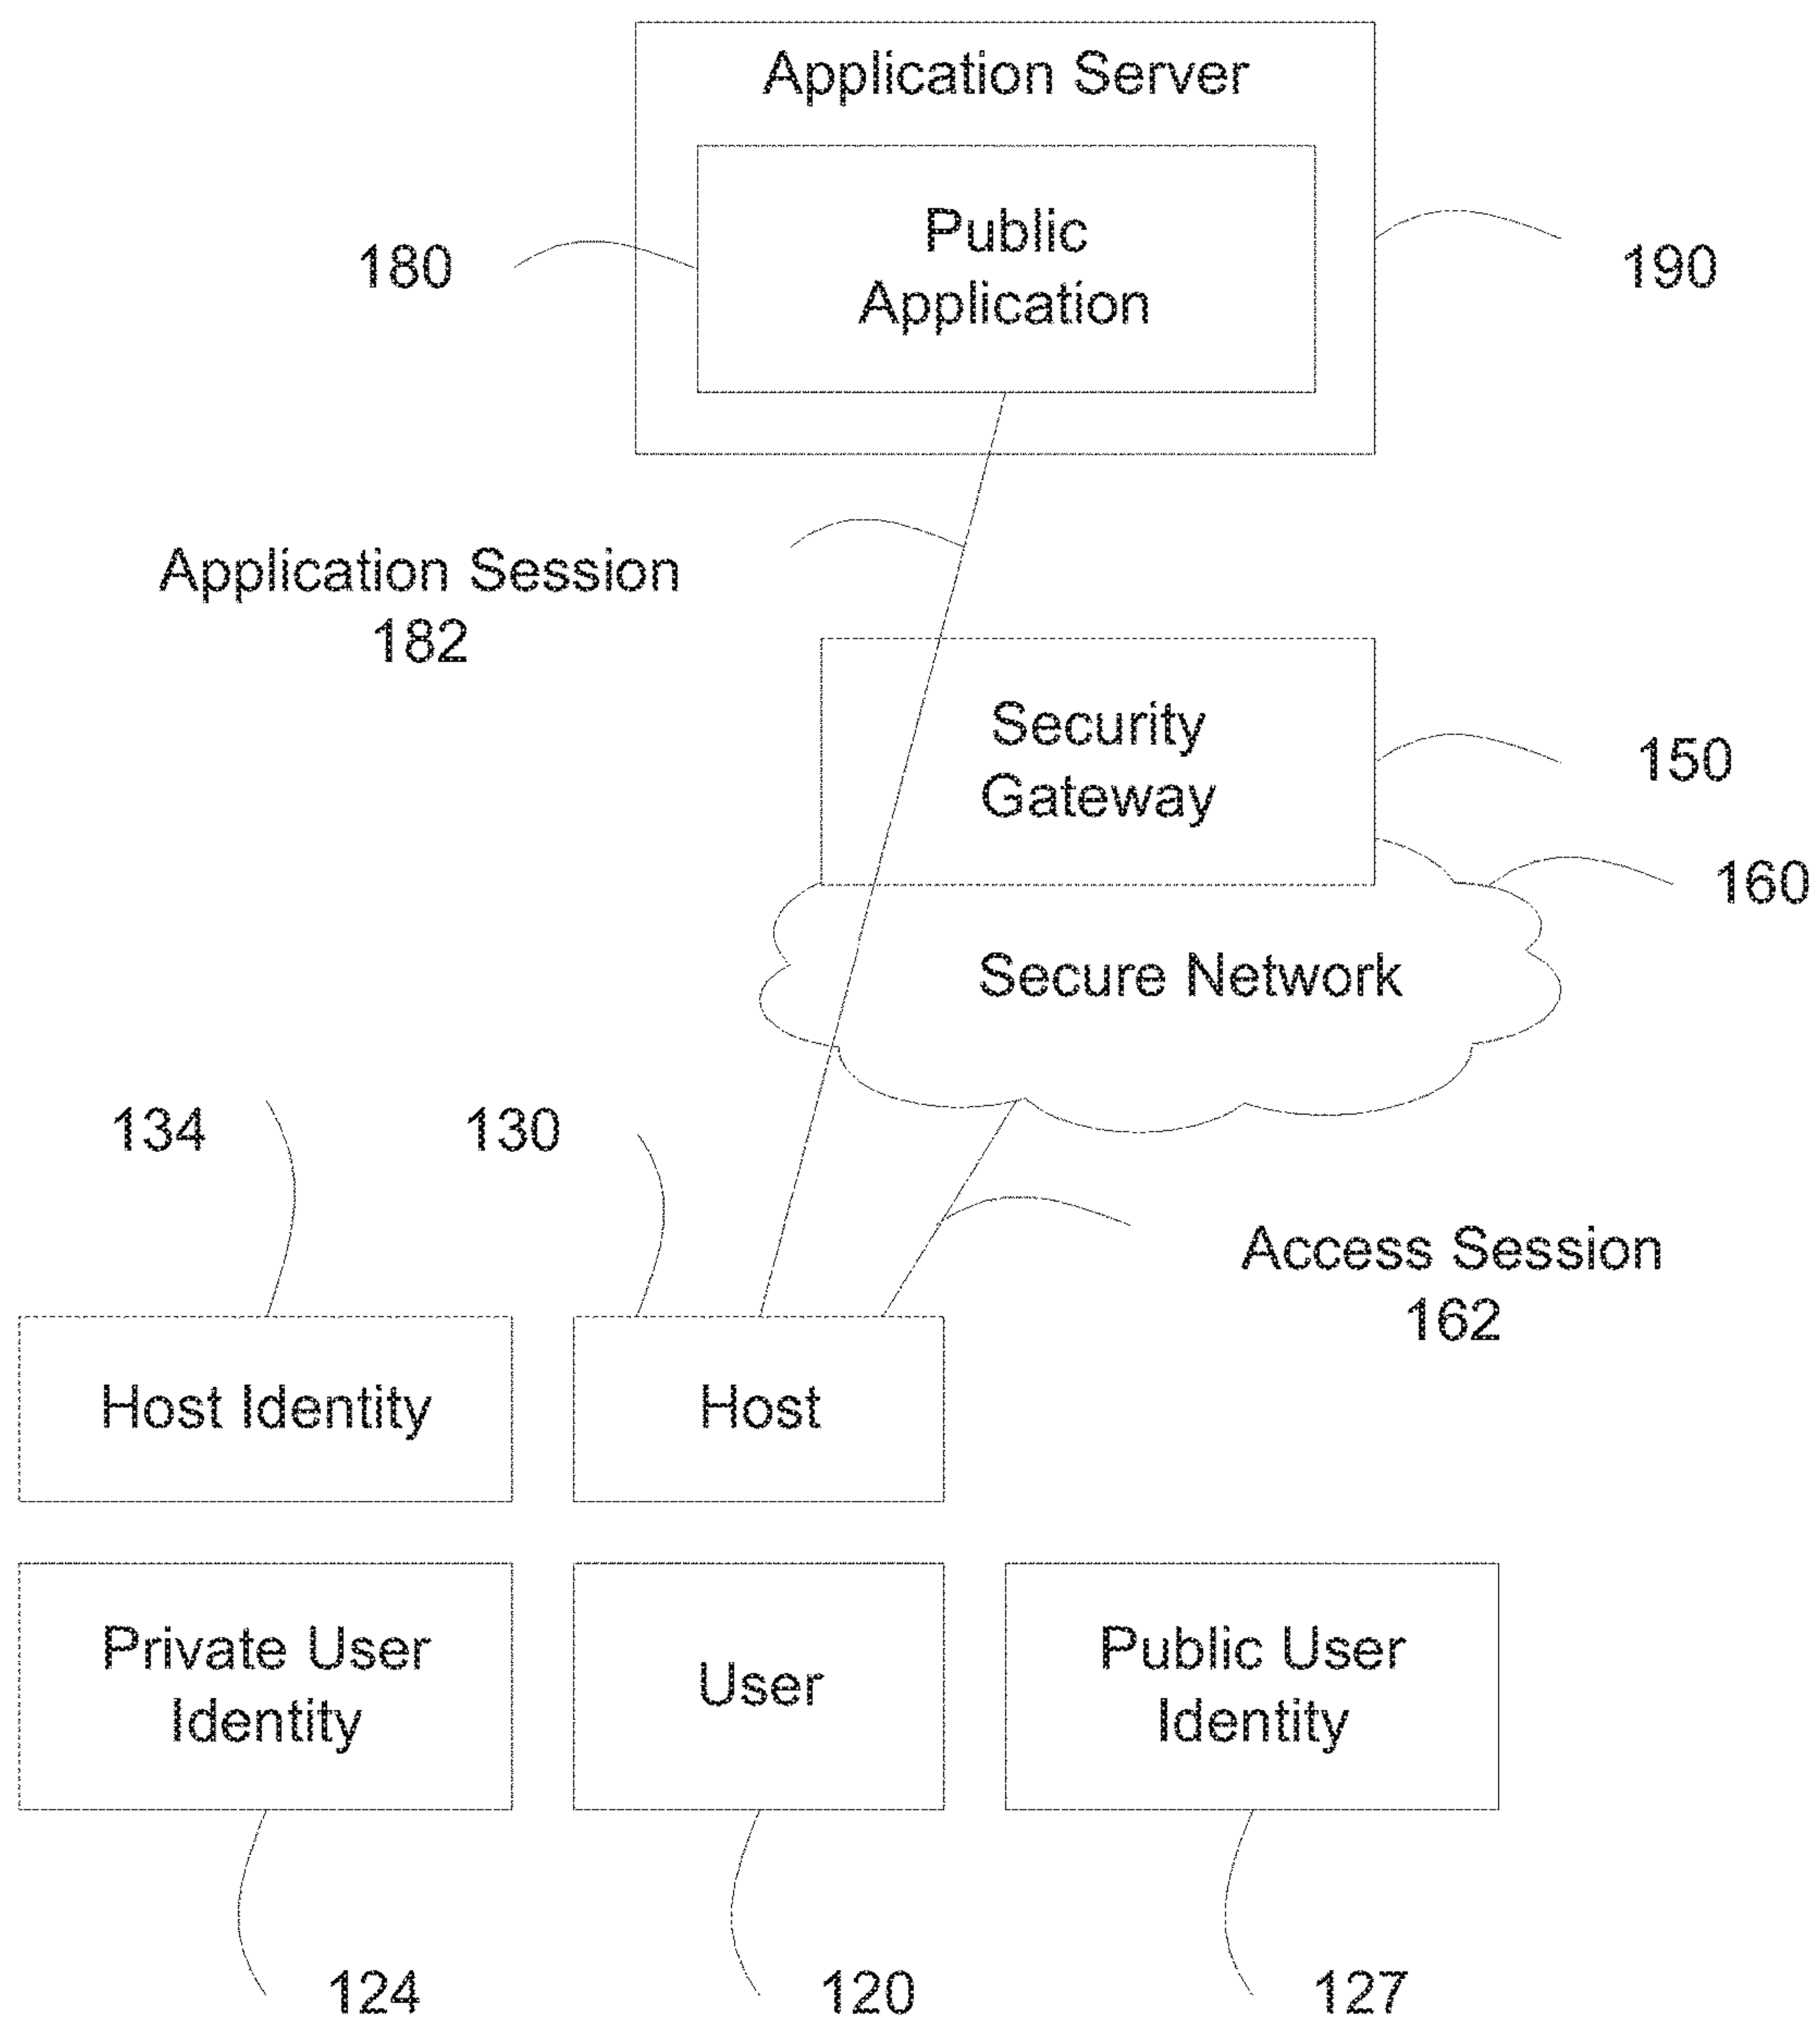 Application Server
Public
Application
180
190
Application Session
182
Security
Gateway
150
160
Secure Network
134
130
Access Session
162
Host Identity
Host
Private User
Identity
User
Public User
Identity
124
120
127